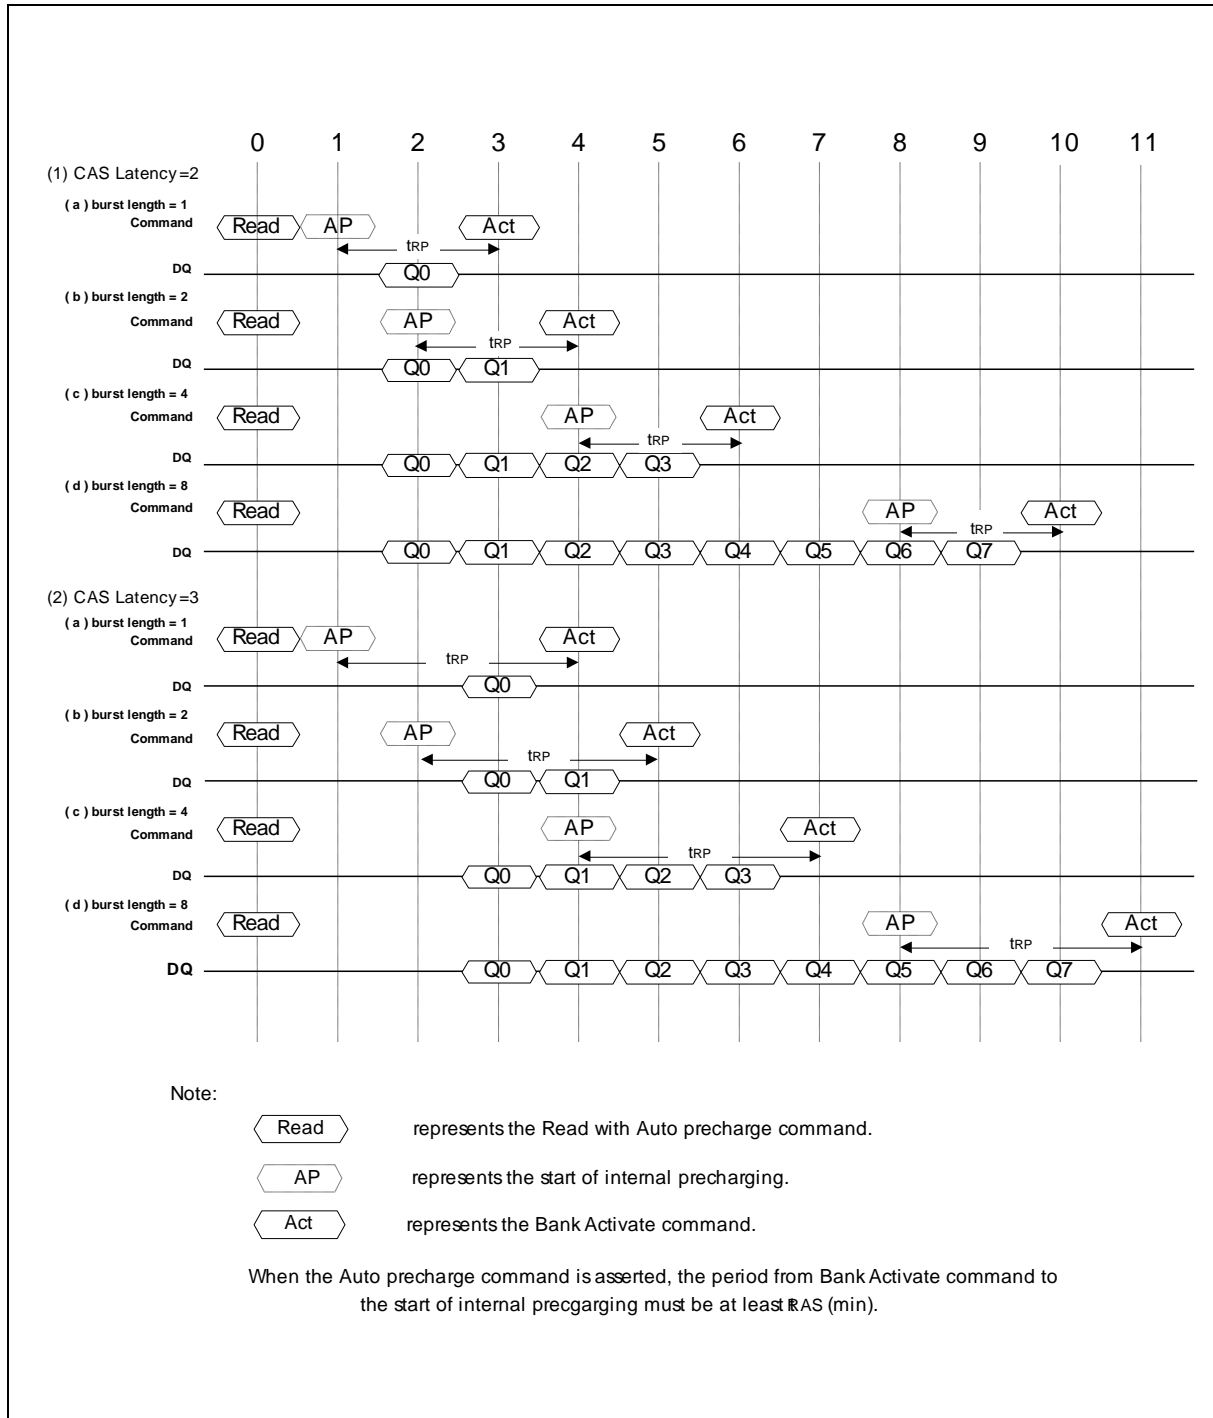 0 1 2 3 4 5 6 7 8 9 10 11
(1) CAS Latency=2
( a ) burst length = 1
Command Read AP Act
tRP
DQ Q0
( b ) burst length = 2
Command Read AP Act
tRP
DQ Q0 Q1
( c ) burst length = 4
Command Read AP Act
tRP
DQ Q0 Q1 Q2 Q3
( d ) burst length = 8
Command Read AP Act
tRP
DQ Q0 Q1 Q2 Q3 Q4 Q5 Q6 Q7
(2) CAS Latency=3
( a ) burst length = 1
Command Read AP Act
tRP
DQ Q0
( b ) burst length = 2
Command Read AP Act
tRP
DQ Q0 Q1
( c ) burst length = 4
Command Read AP Act
tRP
DQ Q0 Q1 Q2 Q3
( d ) burst length = 8
Command Read AP Act
tRP
DQ Q0 Q1 Q2 Q3 Q4 Q5 Q6 Q7
Note:
Read represents the Read with Auto precharge command.
AP represents the start of internal precharging.
Act represents the Bank Activate command.
When the Auto precharge command is asserted, the period from Bank Activate command to
the start of internal precgarging must be at least tRAS (min).